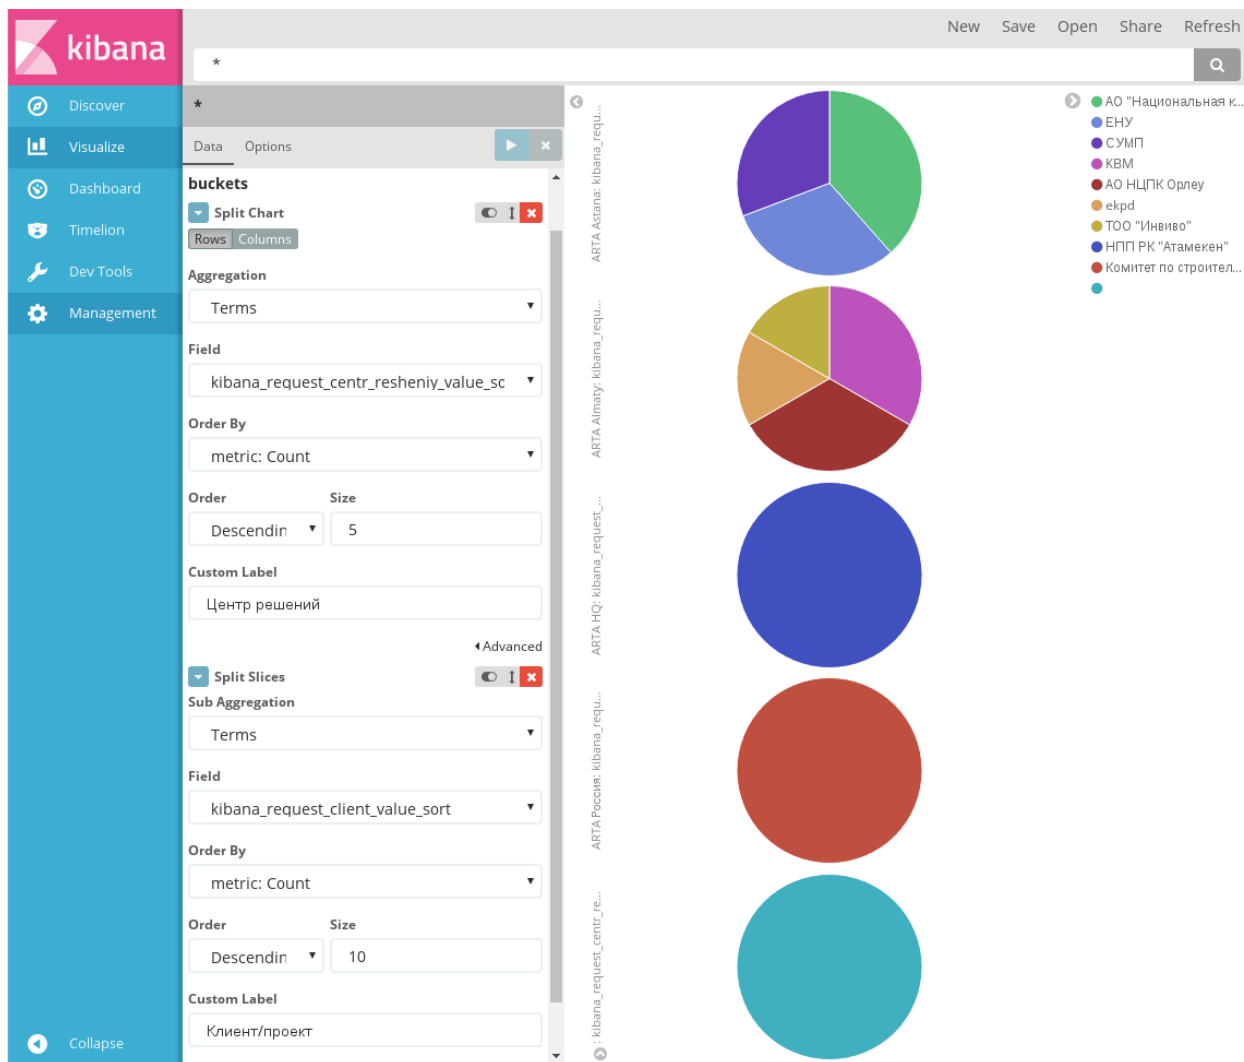 kibana
New Save Open Share Refresh
*
Discover
Visualize
Dashboard
Timelion
Dev Tools
Management
Collapse
*
Data Options
buckets
Split Chart
Rows Columns
Aggregation
Terms
Field
kibana_request_centr_resheniy_value_sc
Order By
metric: Count
Order Size
Descendin 5
Custom Label
Центр решений
Advanced
Split Slices
Sub Aggregation
Terms
Field
kibana_request_client_value_sort
Order By
metric: Count
Order Size
Descendin 10
Custom Label
Клиент/проект
ARTA Astana: kibana_requ...
ARTA Almaty: kibana_requ...
ARTA HQ: kibana_request_...
ARTA Россия: kibana_requ...
: kibana_request_centr_re...
АО "Национальная к...
ЕНУ
СУМП
KBM
АО НЦПК Орлеу
ekpd
ТОО "Инвиво"
НПП РК "Атамекен"
Комитет по строител...